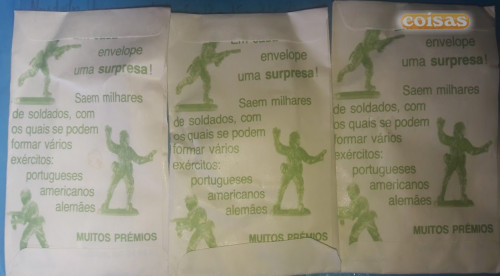 coisas
envelope
uma surpresa!
Saem milhares
de soldados, com
os quais se podem
formar vários
exércitos:
portugueses
americanos
alemães
MUITOS PRÉMIOS
Em cada
envelope
uma surpresa!
Saem milhares
de soldados, com
os quais se podem
formar vários
exércitos:
portugueses
americanos
alemães
MUITOS PRÉMIOS
envelope
uma surpresa!
Saem milhares
de soldados, com
os quais se podem
formar vários
exércitos:
portugueses
americanos
alemães
MUITOS PRÉMIOS